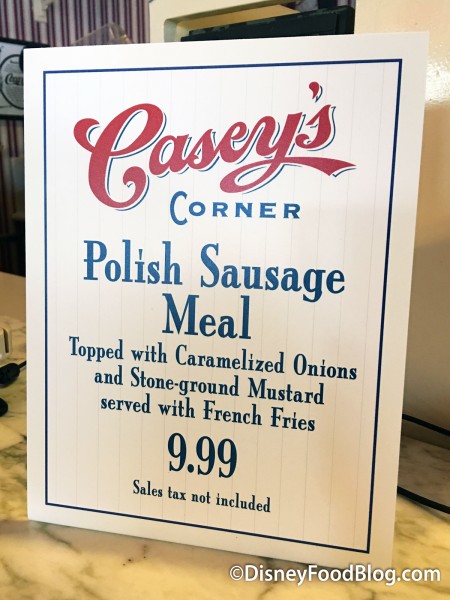 Casey's
CORNER
Polish Sausage
Meal
Topped with Caramelized Onions
and Stone-ground Mustard
served with French Fries
9.99
Sales tax not included
©DisneyFoodBlog.com